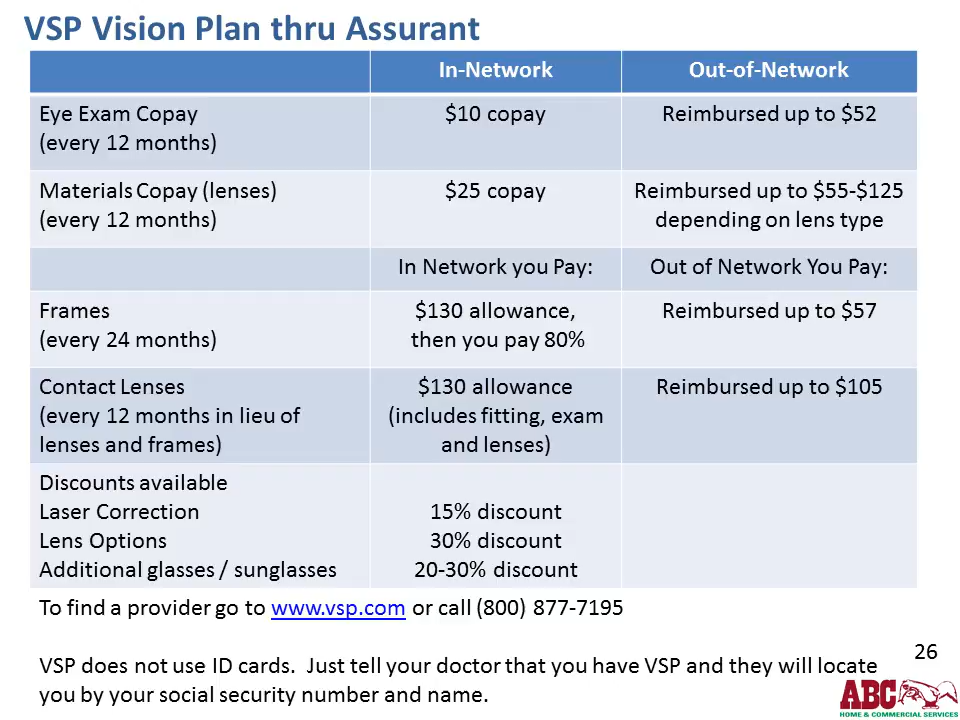 VSP Vision Plan thru Assurant
In-Network
Out-of-Network
Eye Exam Copay
(every 12 months)
$10 copay
Reimbursed up to $52
Materials Copay (lenses)
(every 12 months)
$25 copay
Reimbursed up to $55-$125
depending on lens type
In Network you Pay:
Out of Network You Pay:
Frames
(every 24 months)
$130 allowance,
then you pay 80%
Reimbursed up to $57
Contact Lenses
(every 12 months in lieu of
lenses and frames)
$130 allowance
(includes fitting, exam
and lenses)
Reimbursed up to $105
Discounts available
Laser Correction
Lens Options
Additional glasses / sunglasses
15% discount
30% discount
20-30% discount
To find a provider go to www.vsp.com or call (800) 877-7195
VSP does not use ID cards.  Just tell your doctor that you have VSP and they will locate
you by your social security number and name.
26
ABC
HOME & COMMERCIAL SERVICES